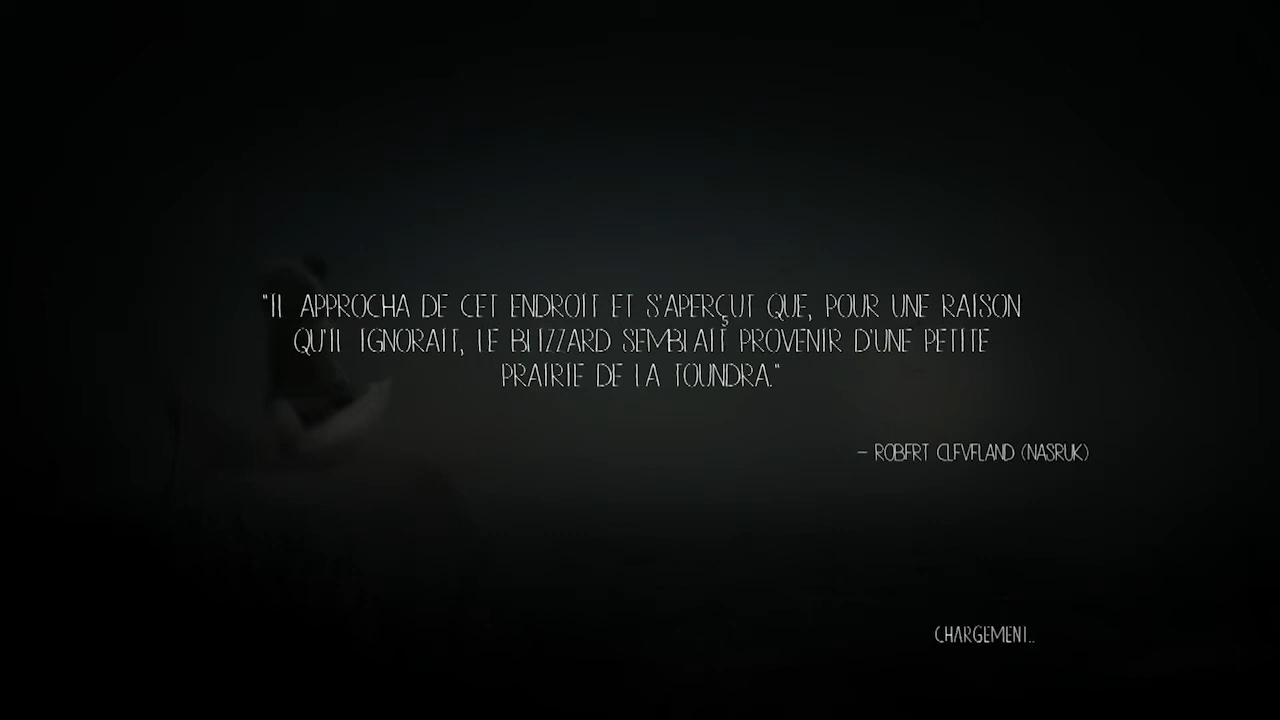 "IL APPROCHA DE CET ENDROIT ET S'APERÇUT QUE, POUR UNE RAISON
QU'IL IGNORAIT, LE BLIZZARD SEMBLAIT PROVENIR D'UNE PETITE
PRAIRIE DE LA TOUNDRA."
- ROBERT CLEVELAND (NASRUK)
CHARGEMENT..